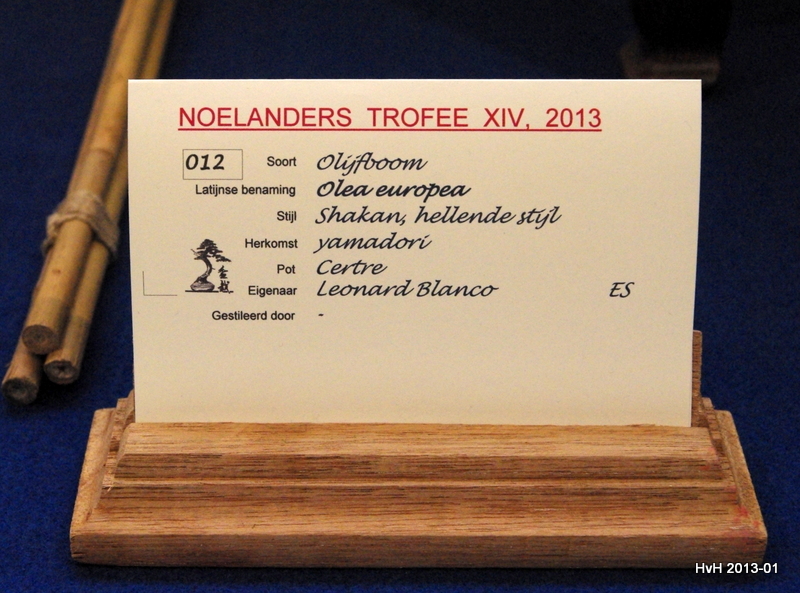 NOELANDERS TROFEE XIV, 2013
012 Soort Olijfboom
Latijnse benaming Olea europea
Stijl Shakan, hellende stijl
Herkomst yamadori
Pot Certre
Eigenaar Leonard Blanco ES
Gestileerd door -
HvH 2013-01